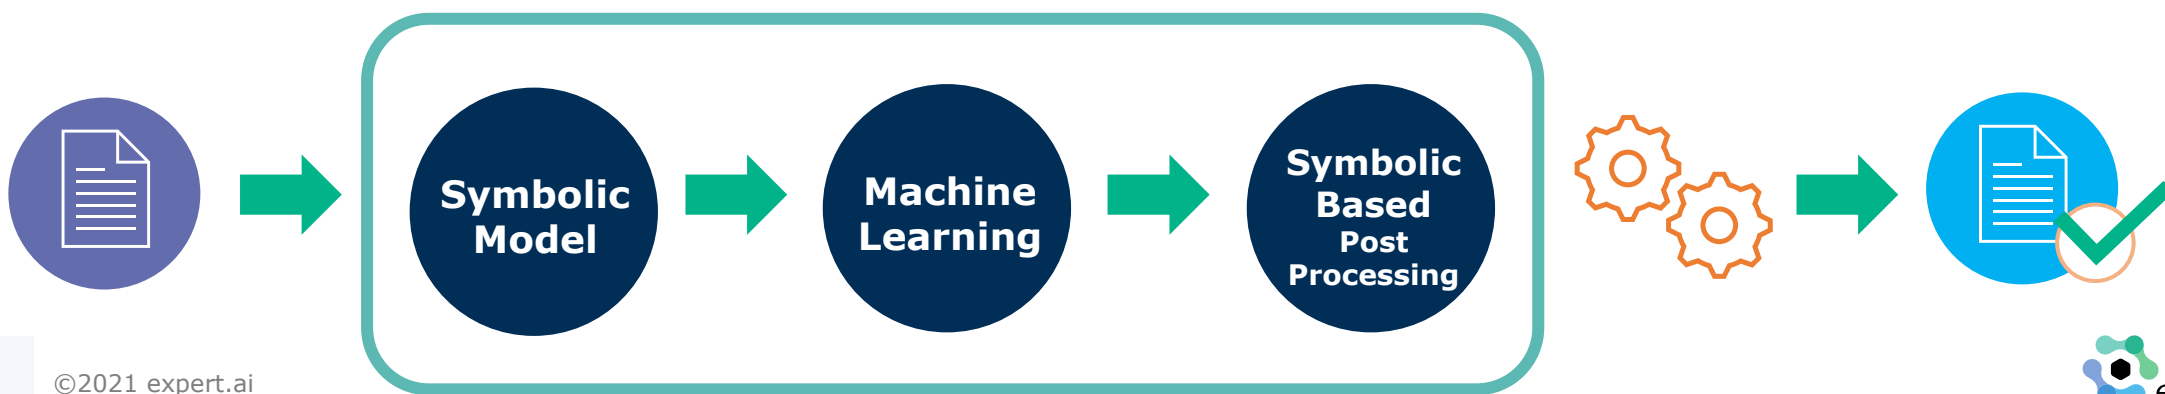 Symbolic
Model
Machine
Learning
Symbolic
Based
Post
Processing
©2021 expert.ai